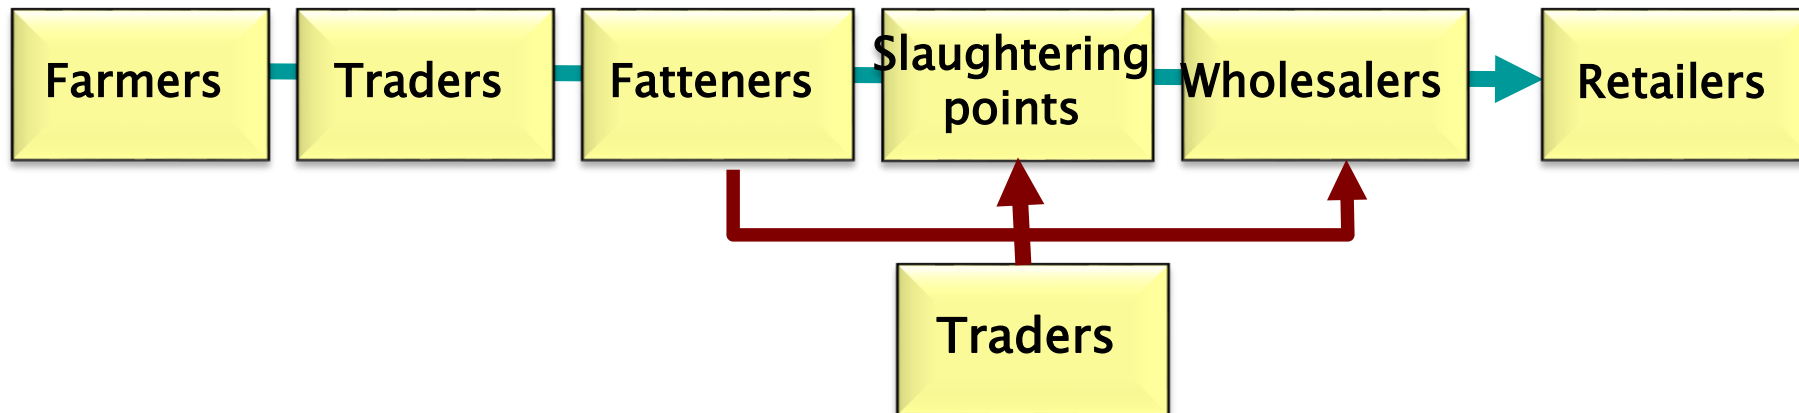 Farmers
Traders
Fatteners
Slaughtering
points
Wholesalers
Retailers
Traders